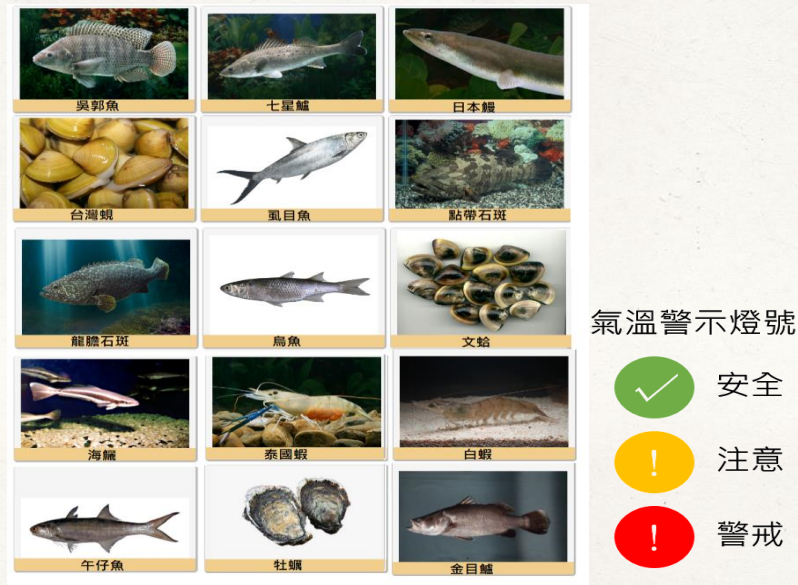 吳郭魚
七星鱸
日本鰻
台灣蜆
虱目魚
點帶石斑
龍膽石斑
烏魚
文蛤
海鱺
泰國蝦
白蝦
午仔魚
牡蠣
金目鱸
氣溫警示燈號
安全
!
注意
!
警戒